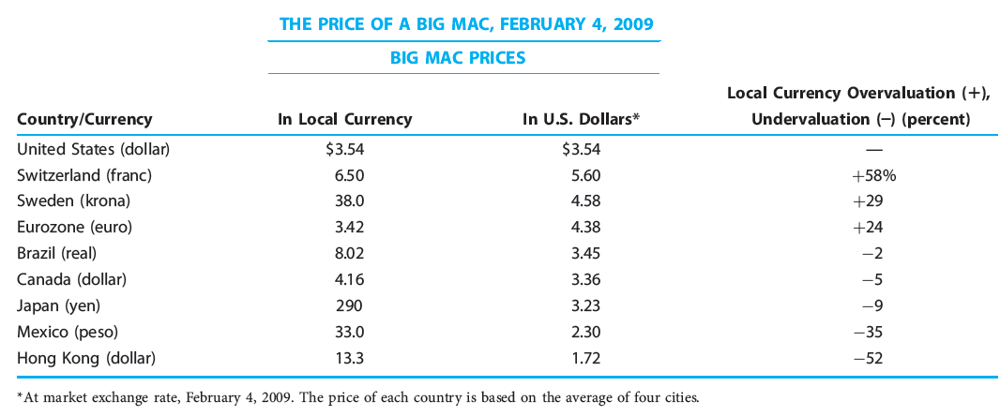 THE PRICE OF A BIG MAC, FEBRUARY 4, 2009
BIG MAC PRICES
Local Currency Overvaluation (+),
Country/Currency In Local Currency In U.S. Dollars* Undervaluation (–) (percent)
United States (dollar) $3.54 $3.54 —
Switzerland (franc) 6.50 5.60 +58%
Sweden (krona) 38.0 4.58 +29
Eurozone (euro) 3.42 4.38 +24
Brazil (real) 8.02 3.45 −2
Canada (dollar) 4.16 3.36 −5
Japan (yen) 290 3.23 −9
Mexico (peso) 33.0 2.30 −35
Hong Kong (dollar) 13.3 1.72 −52
*At market exchange rate, February 4, 2009. The price of each country is based on the average of four cities.